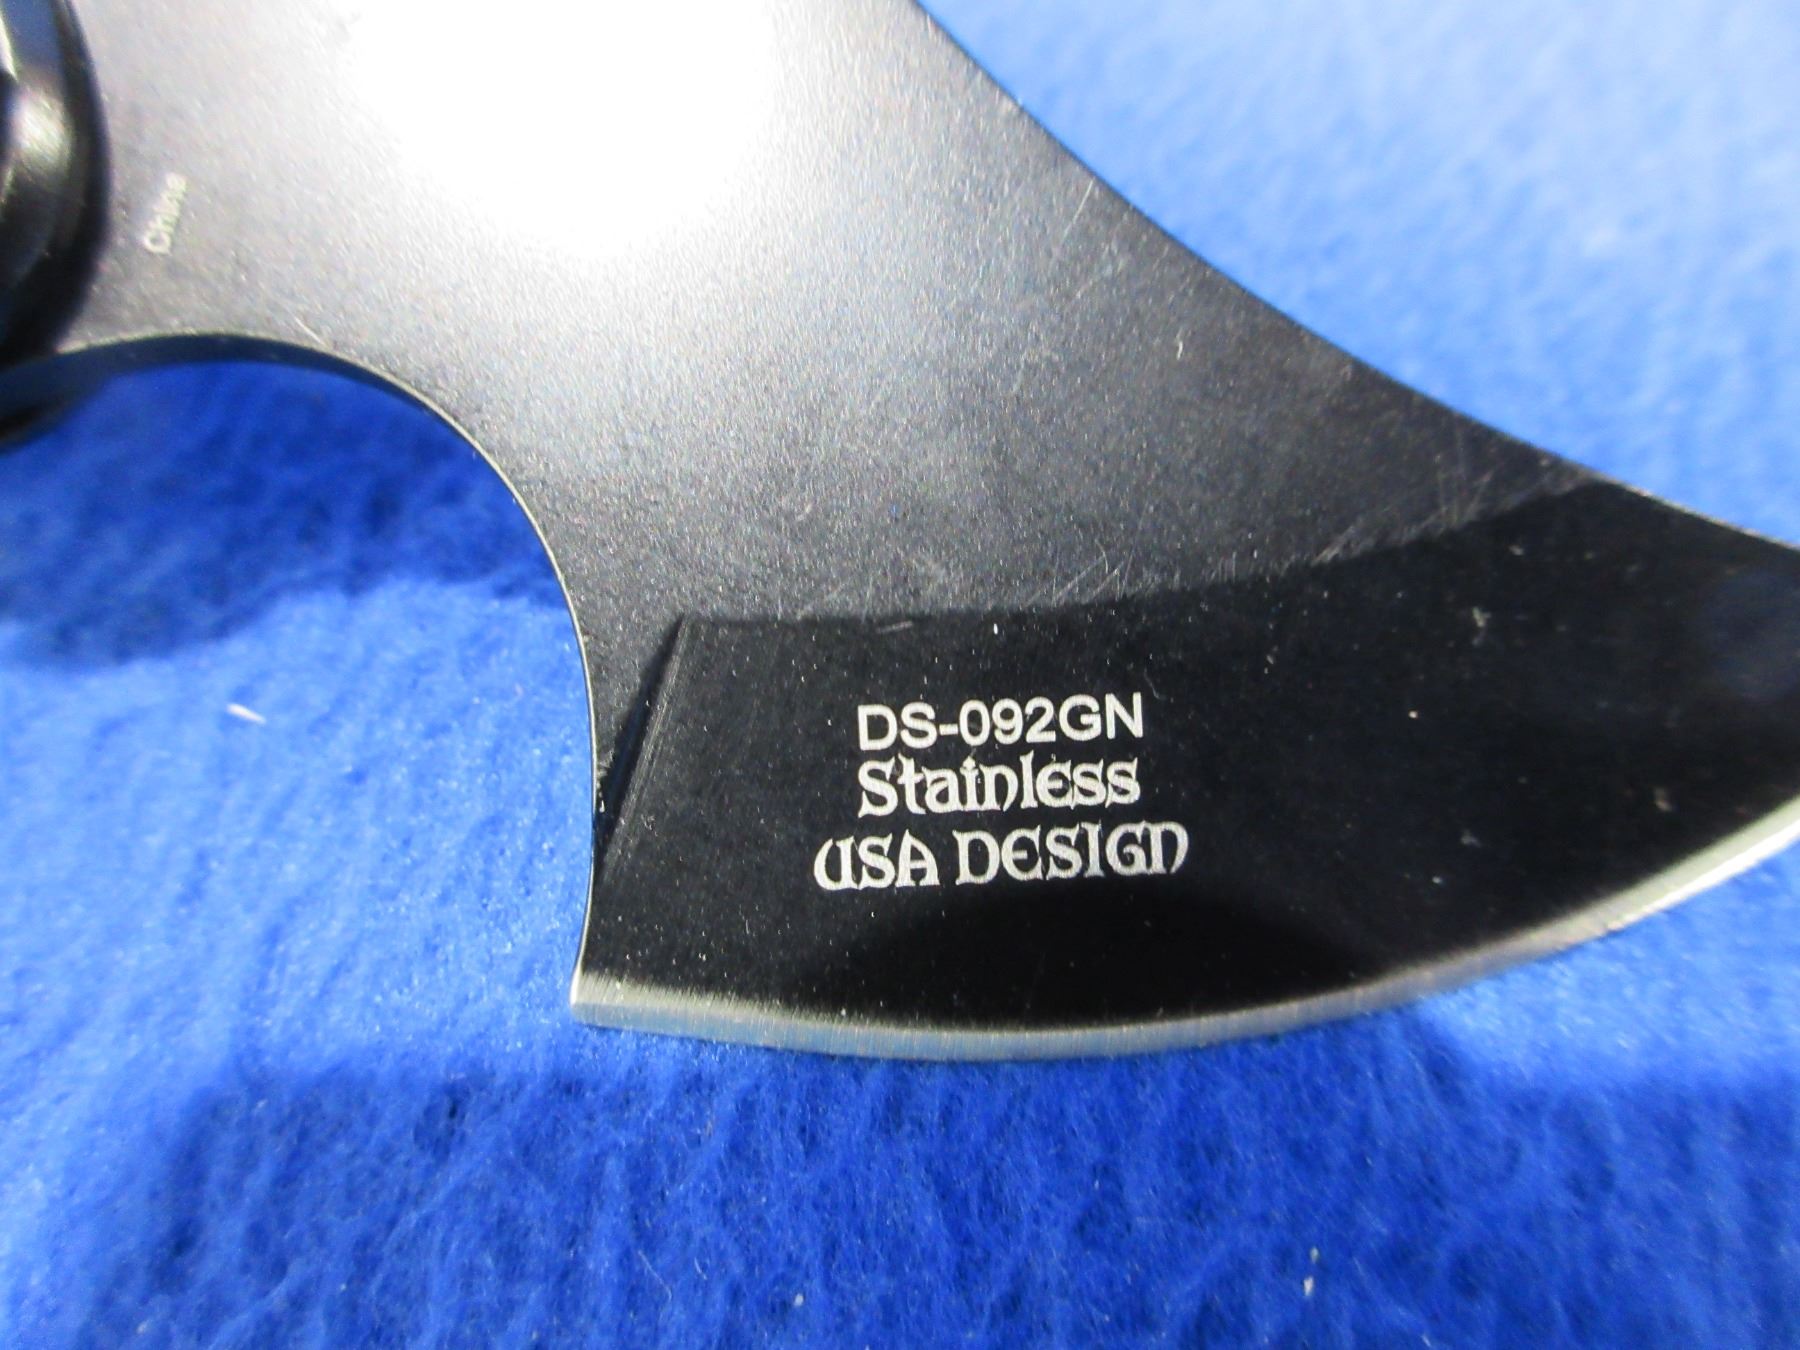 China
DS-092GN
Stainless
USA DESIGN